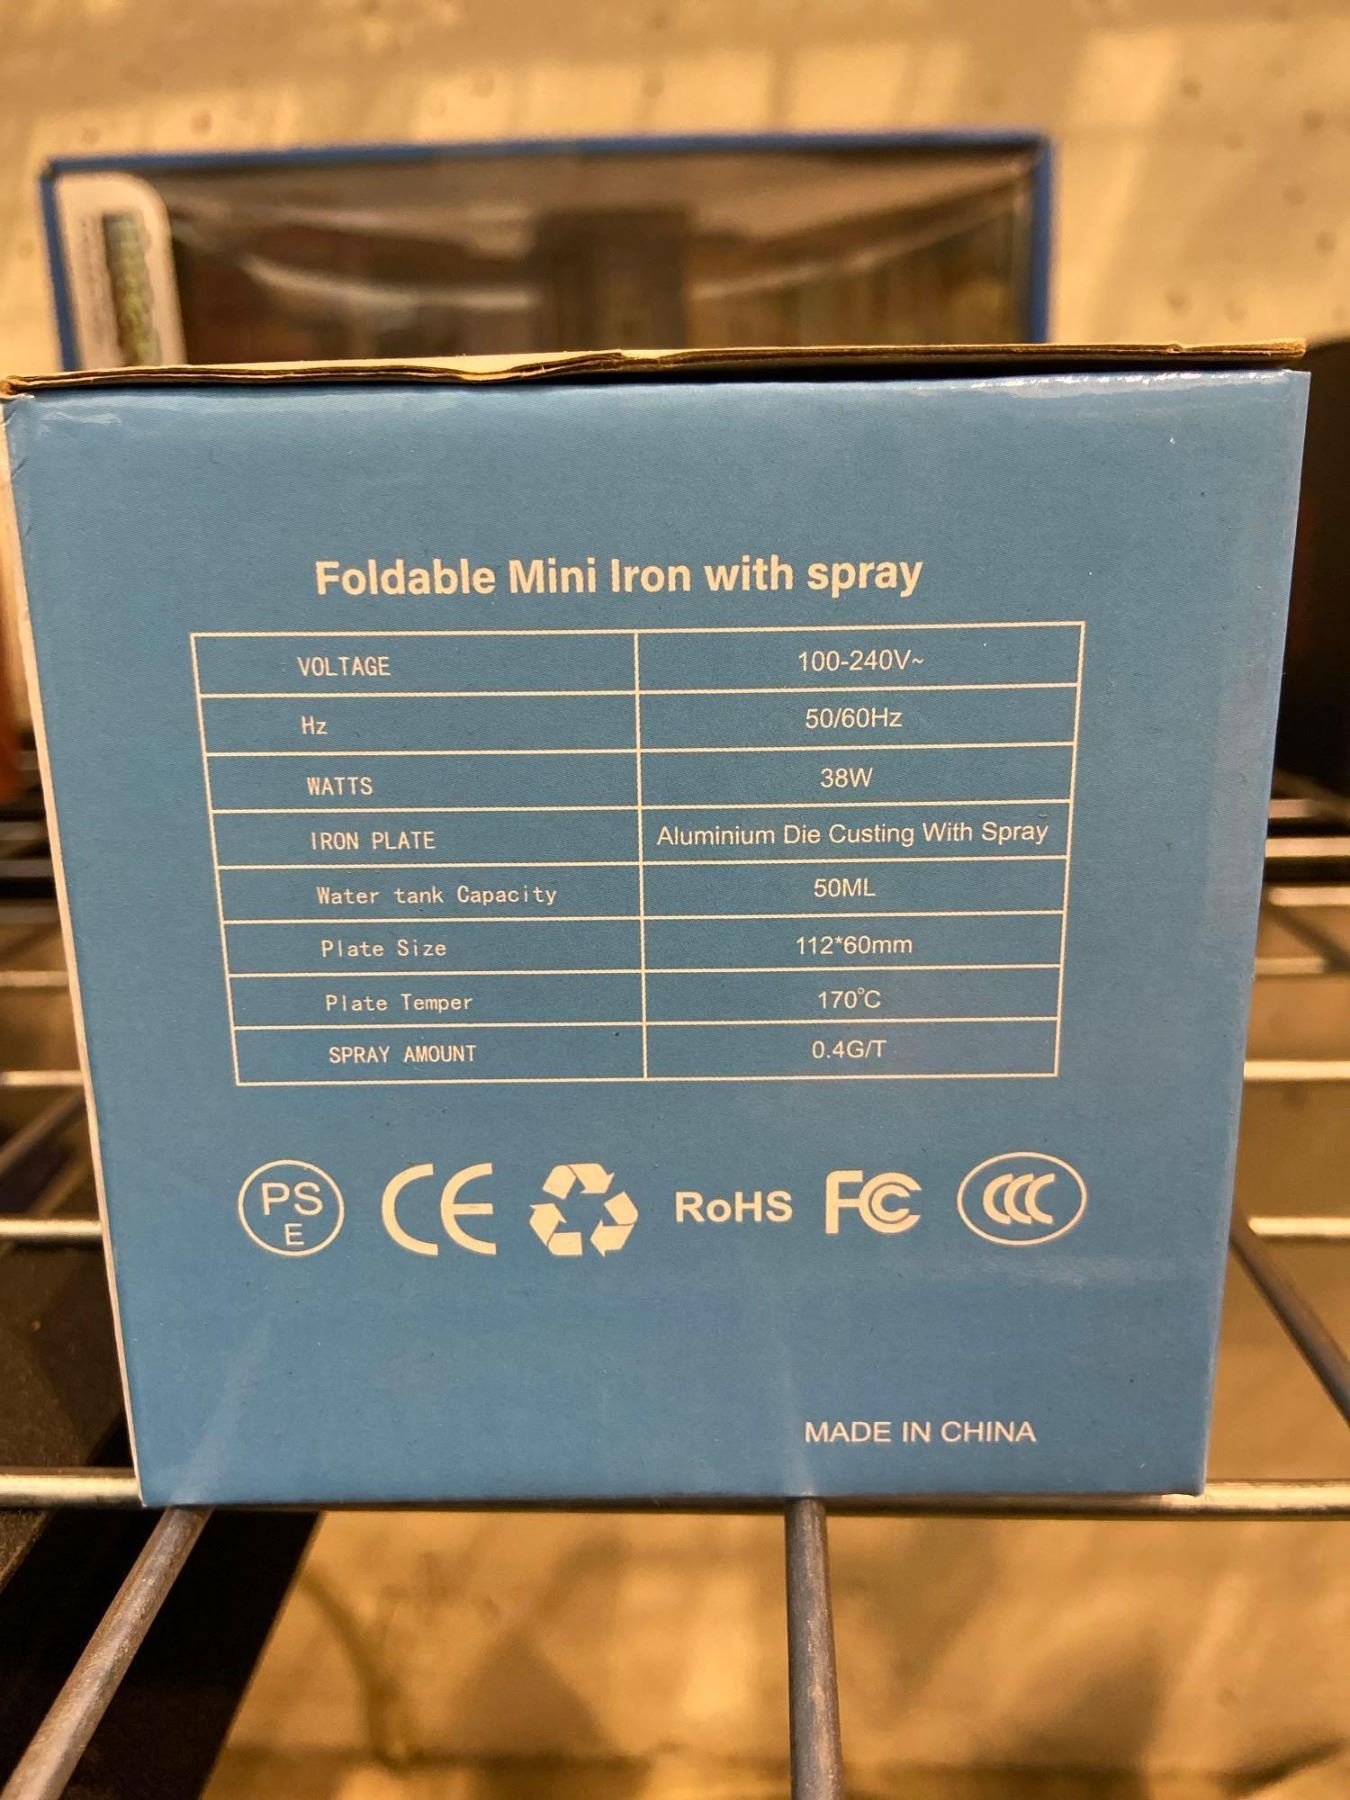 Foldable Mini Iron with spray
VOLTAGE 100-240V~
Hz 50/60Hz
WATTS 38W
IRON PLATE Aluminium Die Custing With Spray
Water tank Capacity 50ML
Plate Size 112*60mm
Plate Temper 170°C
SPRAY AMOUNT 0.4G/T
PS E CE RoHS FC CCC
MADE IN CHINA